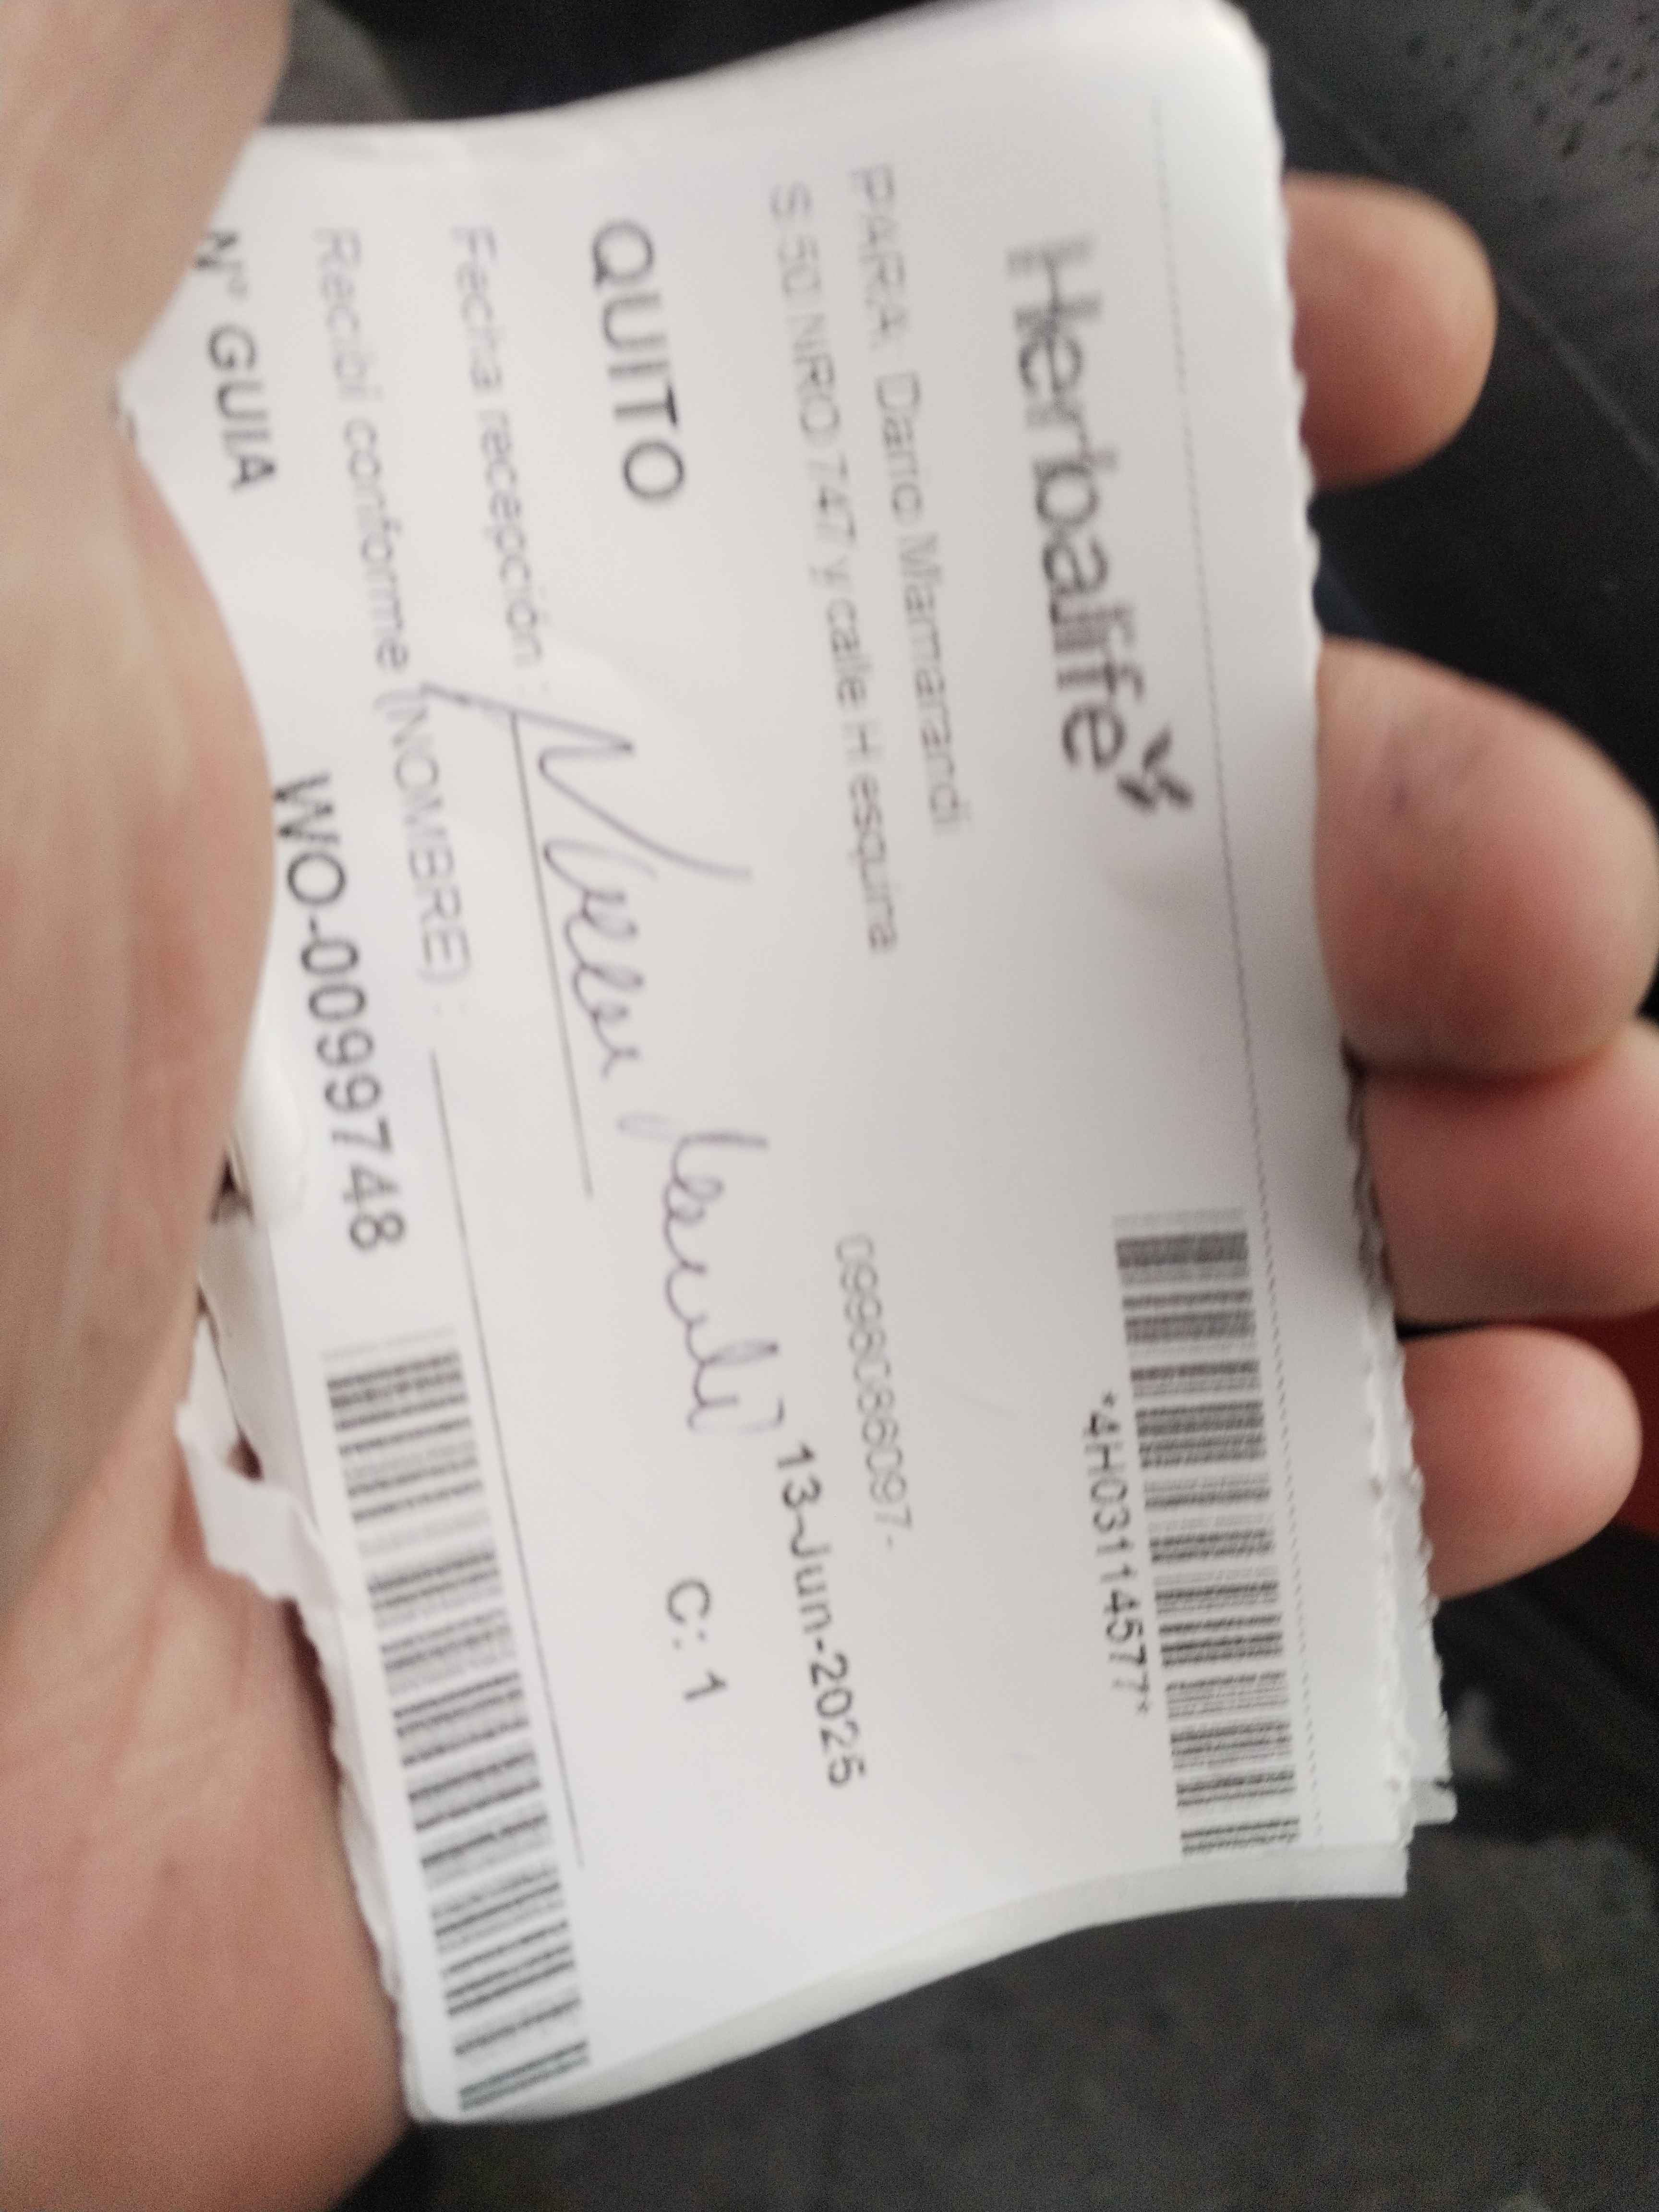 Herbalife
*4H03114577*
PARA: Dario Mamarandi
S 50 NRO 747 y calle H esquina
0998086097-
13-Jun-2025
QUITO
C: 1
Fecha recepción :
Recibí conforme (NOMBRE) :
N° GUIA WO-0099748